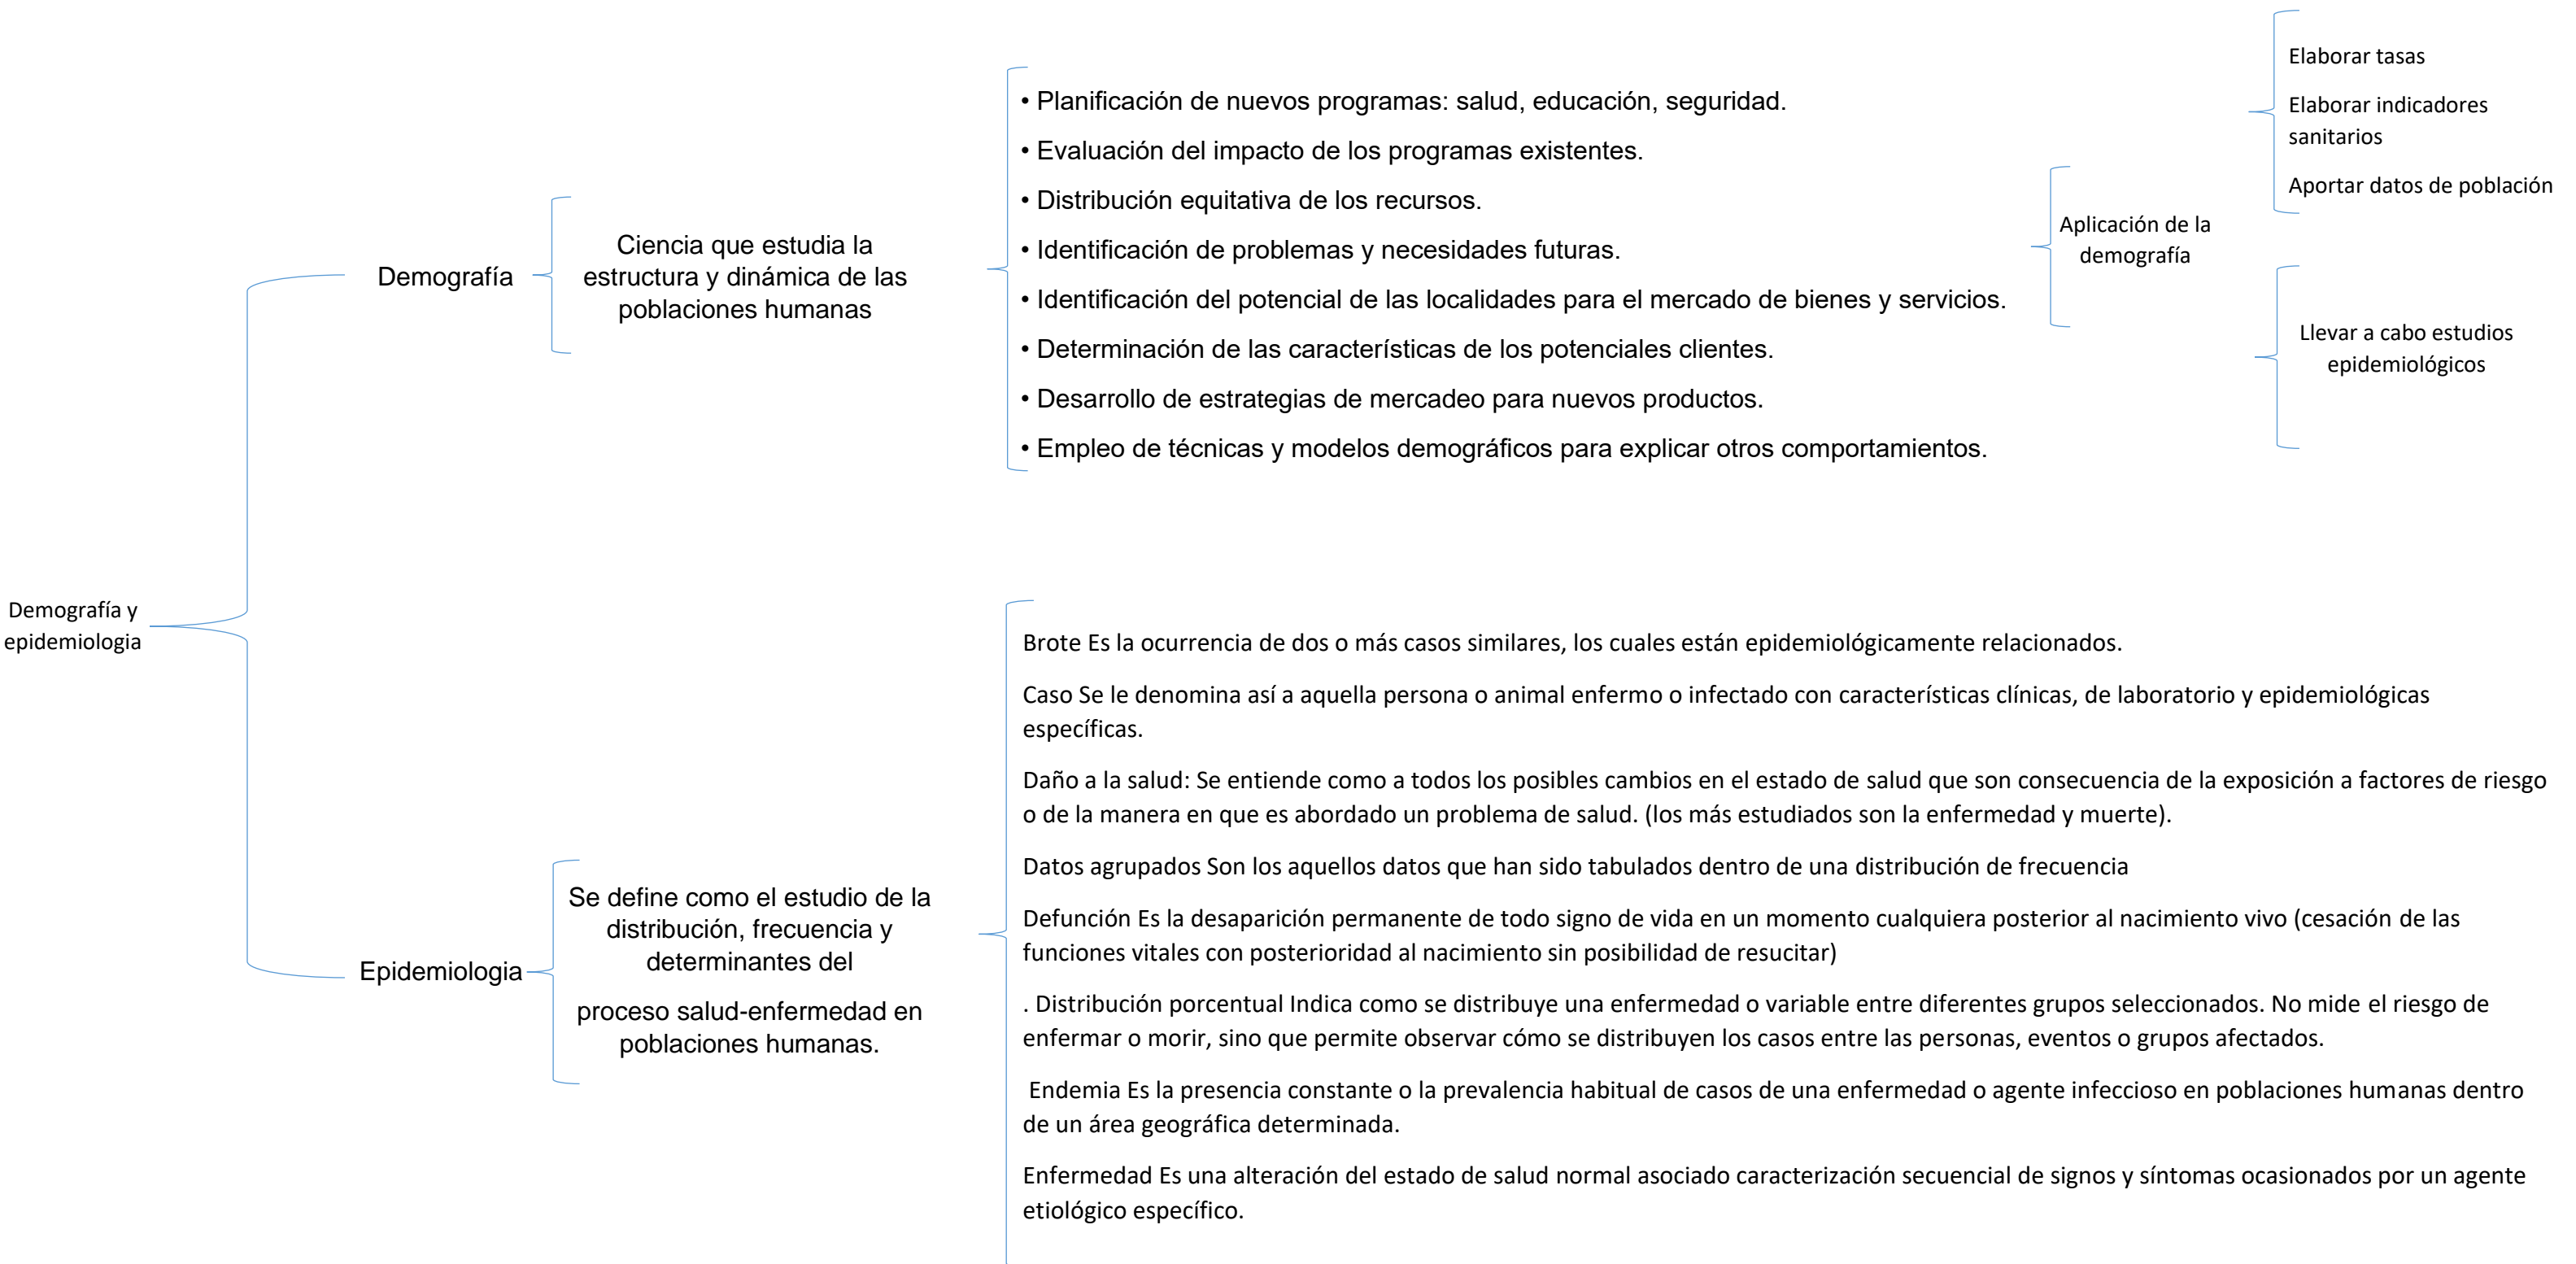 Demografía y
epidemiologia
Demografía
Ciencia que estudia la
estructura y dinámica de las
poblaciones humanas
• Planificación de nuevos programas: salud, educación, seguridad.
• Evaluación del impacto de los programas existentes.
• Distribución equitativa de los recursos.
• Identificación de problemas y necesidades futuras.
• Identificación del potencial de las localidades para el mercado de bienes y servicios.
• Determinación de las características de los potenciales clientes.
• Desarrollo de estrategias de mercadeo para nuevos productos.
• Empleo de técnicas y modelos demográficos para explicar otros comportamientos.
Aplicación de la
demografía
Elaborar tasas
Elaborar indicadores
sanitarios
Aportar datos de población
Llevar a cabo estudios
epidemiológicos
Epidemiologia
Se define como el estudio de la
distribución, frecuencia y
determinantes del
proceso salud-enfermedad en
poblaciones humanas.
Brote Es la ocurrencia de dos o más casos similares, los cuales están epidemiológicamente relacionados.
Caso Se le denomina así a aquella persona o animal enfermo o infectado con características clínicas, de laboratorio y epidemiológicas
específicas.
Daño a la salud: Se entiende como a todos los posibles cambios en el estado de salud que son consecuencia de la exposición a factores de riesgo
o de la manera en que es abordado un problema de salud. (los más estudiados son la enfermedad y muerte).
Datos agrupados Son los aquellos datos que han sido tabulados dentro de una distribución de frecuencia
Defunción Es la desaparición permanente de todo signo de vida en un momento cualquiera posterior al nacimiento vivo (cesación de las
funciones vitales con posterioridad al nacimiento sin posibilidad de resucitar)
. Distribución porcentual Indica como se distribuye una enfermedad o variable entre diferentes grupos seleccionados. No mide el riesgo de
enfermar o morir, sino que permite observar cómo se distribuyen los casos entre las personas, eventos o grupos afectados.
Endemia Es la presencia constante o la prevalencia habitual de casos de una enfermedad o agente infeccioso en poblaciones humanas dentro
de un área geográfica determinada.
Enfermedad Es una alteración del estado de salud normal asociado caracterización secuencial de signos y síntomas ocasionados por un agente
etiológico específico.